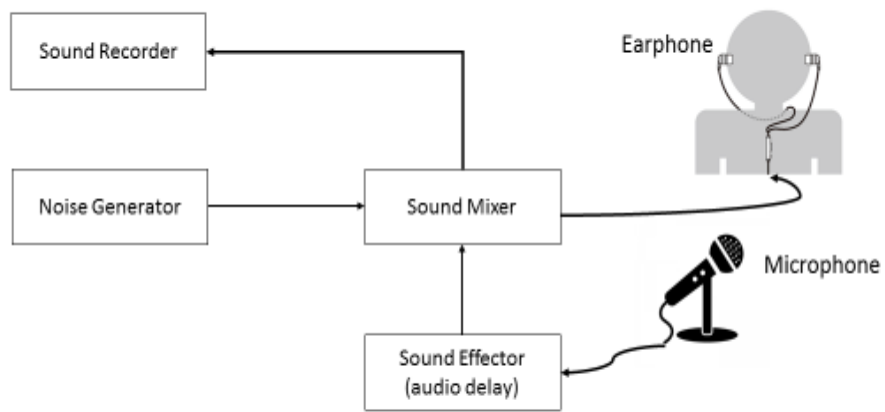 Sound Recorder
Earphone
Noise Generator
Sound Mixer
Microphone
Sound Effector
(audio delay)